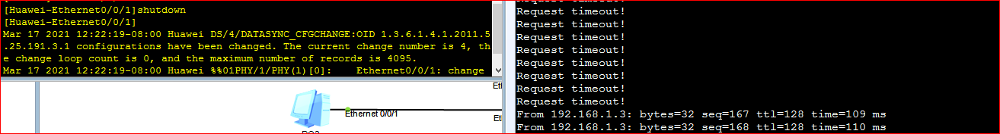 [Huawei-Ethernet0/0/1]shutdown
[Huawei-Ethernet0/0/1]
Mar 17 2021 12:22:19-08:00 Huawei DS/4/DATASYNC_CFGCHANGE:OID 1.3.6.1.4.1.2011.5
.25.191.3.1 configurations have been changed. The current change number is 4, th
e change loop count is 0, and the maximum number of records is 4095.
Mar 17 2021 12:22:19-08:00 Huawei %%01PHY/1/PHY(l)[0]:    Ethernet0/0/1: change
Eth
Ethernet 0/0/1
Eth
Request timeout!
Request timeout!
Request timeout!
Request timeout!
Request timeout!
Request timeout!
Request timeout!
Request timeout!
From 192.168.1.3: bytes=32 seq=167 ttl=128 time=109 ms
From 192.168.1.3: bytes=32 seq=168 ttl=128 time=110 ms